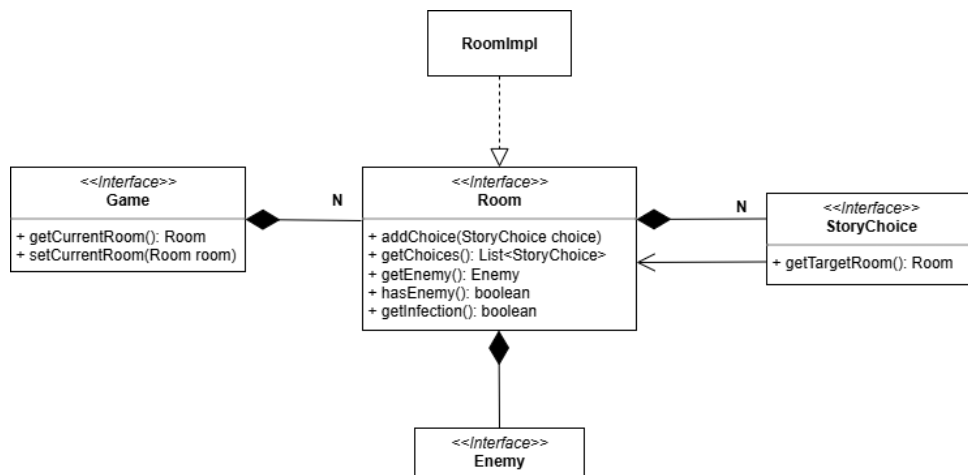 RoomImpl
<<Interface>>
Game
+ getCurrentRoom(): Room
+ setCurrentRoom(Room room)
N
<<Interface>>
Room
+ addChoice(StoryChoice choice)
+ getChoices(): List<StoryChoice>
+ getEnemy(): Enemy
+ hasEnemy(): boolean
+ getInfection(): boolean
N
<<Interface>>
StoryChoice
+ getTargetRoom(): Room
<<Interface>>
Enemy